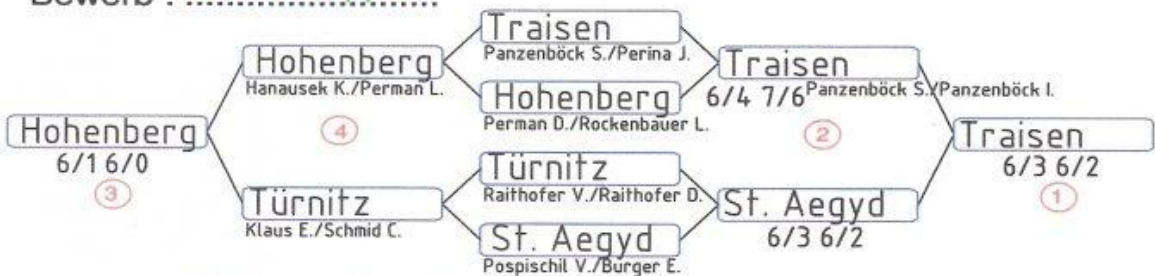 Bewerb : ..............................
Traisen
Panzenböck S./Perina J.
Hohenberg
Hanausek K./Perman L.
Traisen
6/4 7/6 Panzenböck S./Panzenböck I.
Hohenberg
Perman D./Rockenbauer L.
4
2
Hohenberg
6/1 6/0
3
Traisen
6/3 6/2
1
Türnitz
Raithofer V./Raithofer D.
Türnitz
Klaus E./Schmid C.
St. Aegyd
6/3 6/2
St. Aegyd
Pospischil V./Burger E.